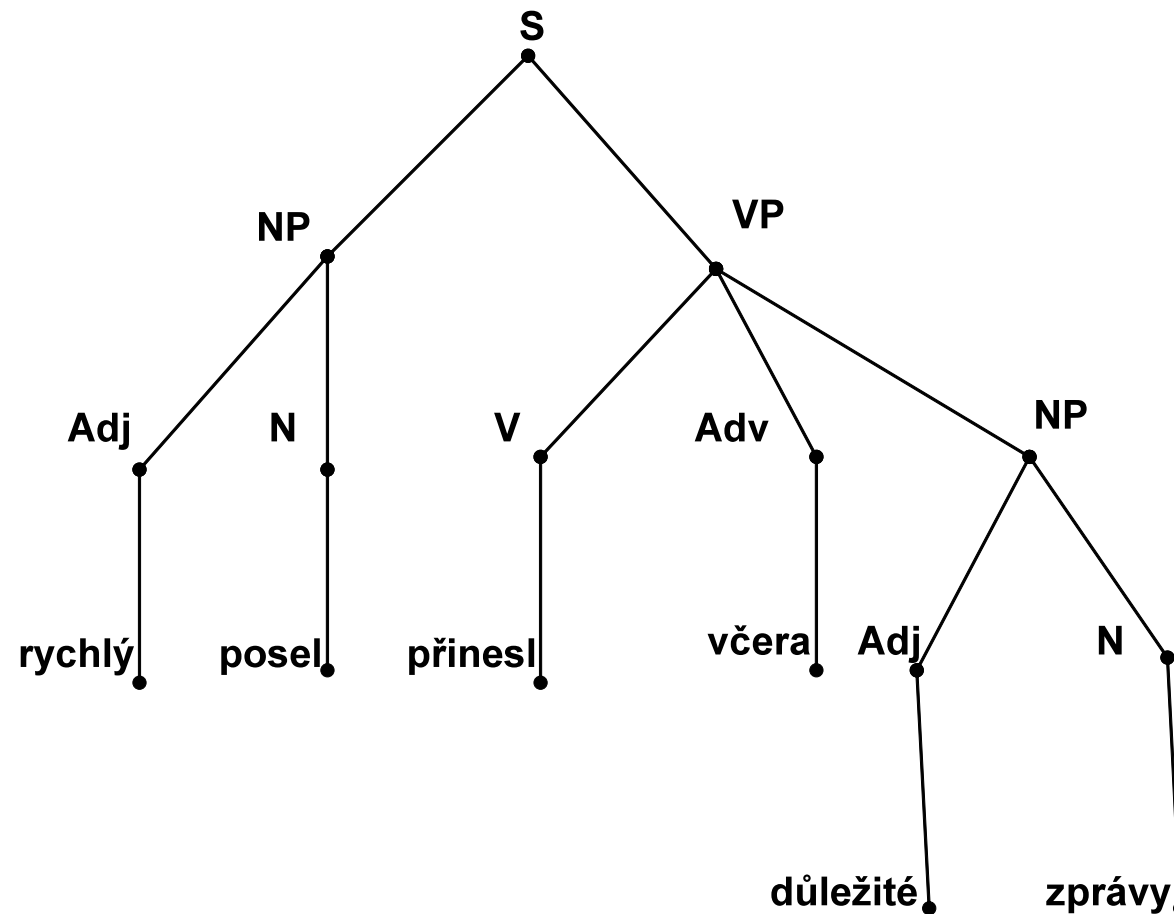 S
NP VP
Adj N V Adv NP
rychlý posel přinesl včera Adj N
důležité zprávy